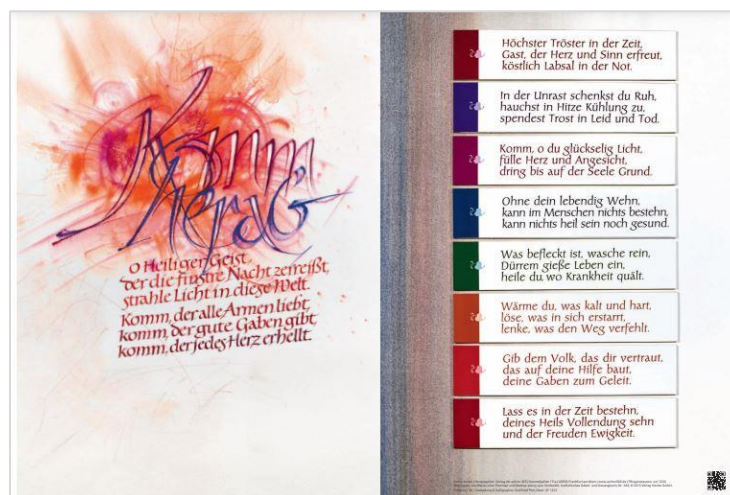 Komm herab
o Heiliger Geist,
der die finstre Nacht zerreißt,
strahle Licht in diese Welt.
Komm, der alle Armen liebt,
komm, der gute Gaben gibt,
komm, der jedes Herz erhellt.
Höchster Tröster in der Zeit,
Gast, der Herz und Sinn erfreut,
köstlich Labsal in der Not.
In der Unrast schenkst du Ruh,
hauchst in Hitze Kühlung zu,
spendest Trost in Leid und Tod.
Komm, o du glückselig Licht,
fülle Herz und Angesicht,
dring bis auf der Seele Grund.
Ohne dein lebendig Wehn,
kann im Menschen nichts bestehn,
kann nichts heil sein noch gesund.
Was befleckt ist, wasche rein,
Dürrem gieße Leben ein,
heile du, wo Krankheit quält.
Wärme du, was kalt und hart,
löse, was in sich erstarrt,
lenke, was den Weg verfehlt.
Gib dem Volk, das dir vertraut,
das auf deine Hilfe baut,
deine Gaben zum Geleit.
Lass es in der Zeit bestehn,
deines Heils Vollendung sehn
und der Freuden Ewigkeit.